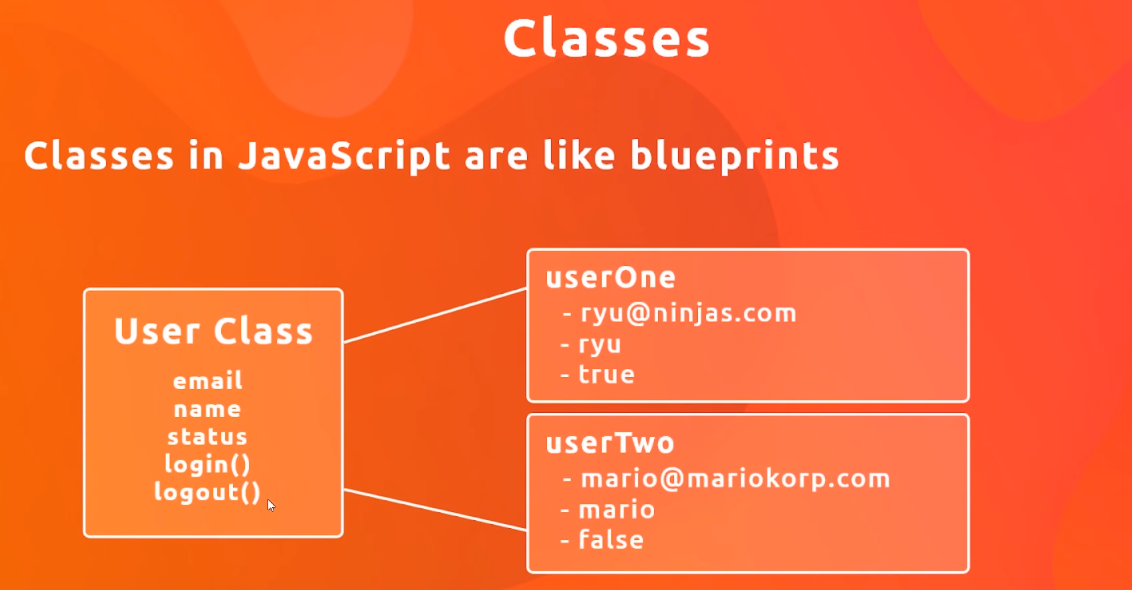 Classes
Classes in JavaScript are like blueprints
User Class
email
name
status
login()
logout()
userOne
- ryu@ninjas.com
- ryu
- true
userTwo
- mario@mariokorp.com
- mario
- false